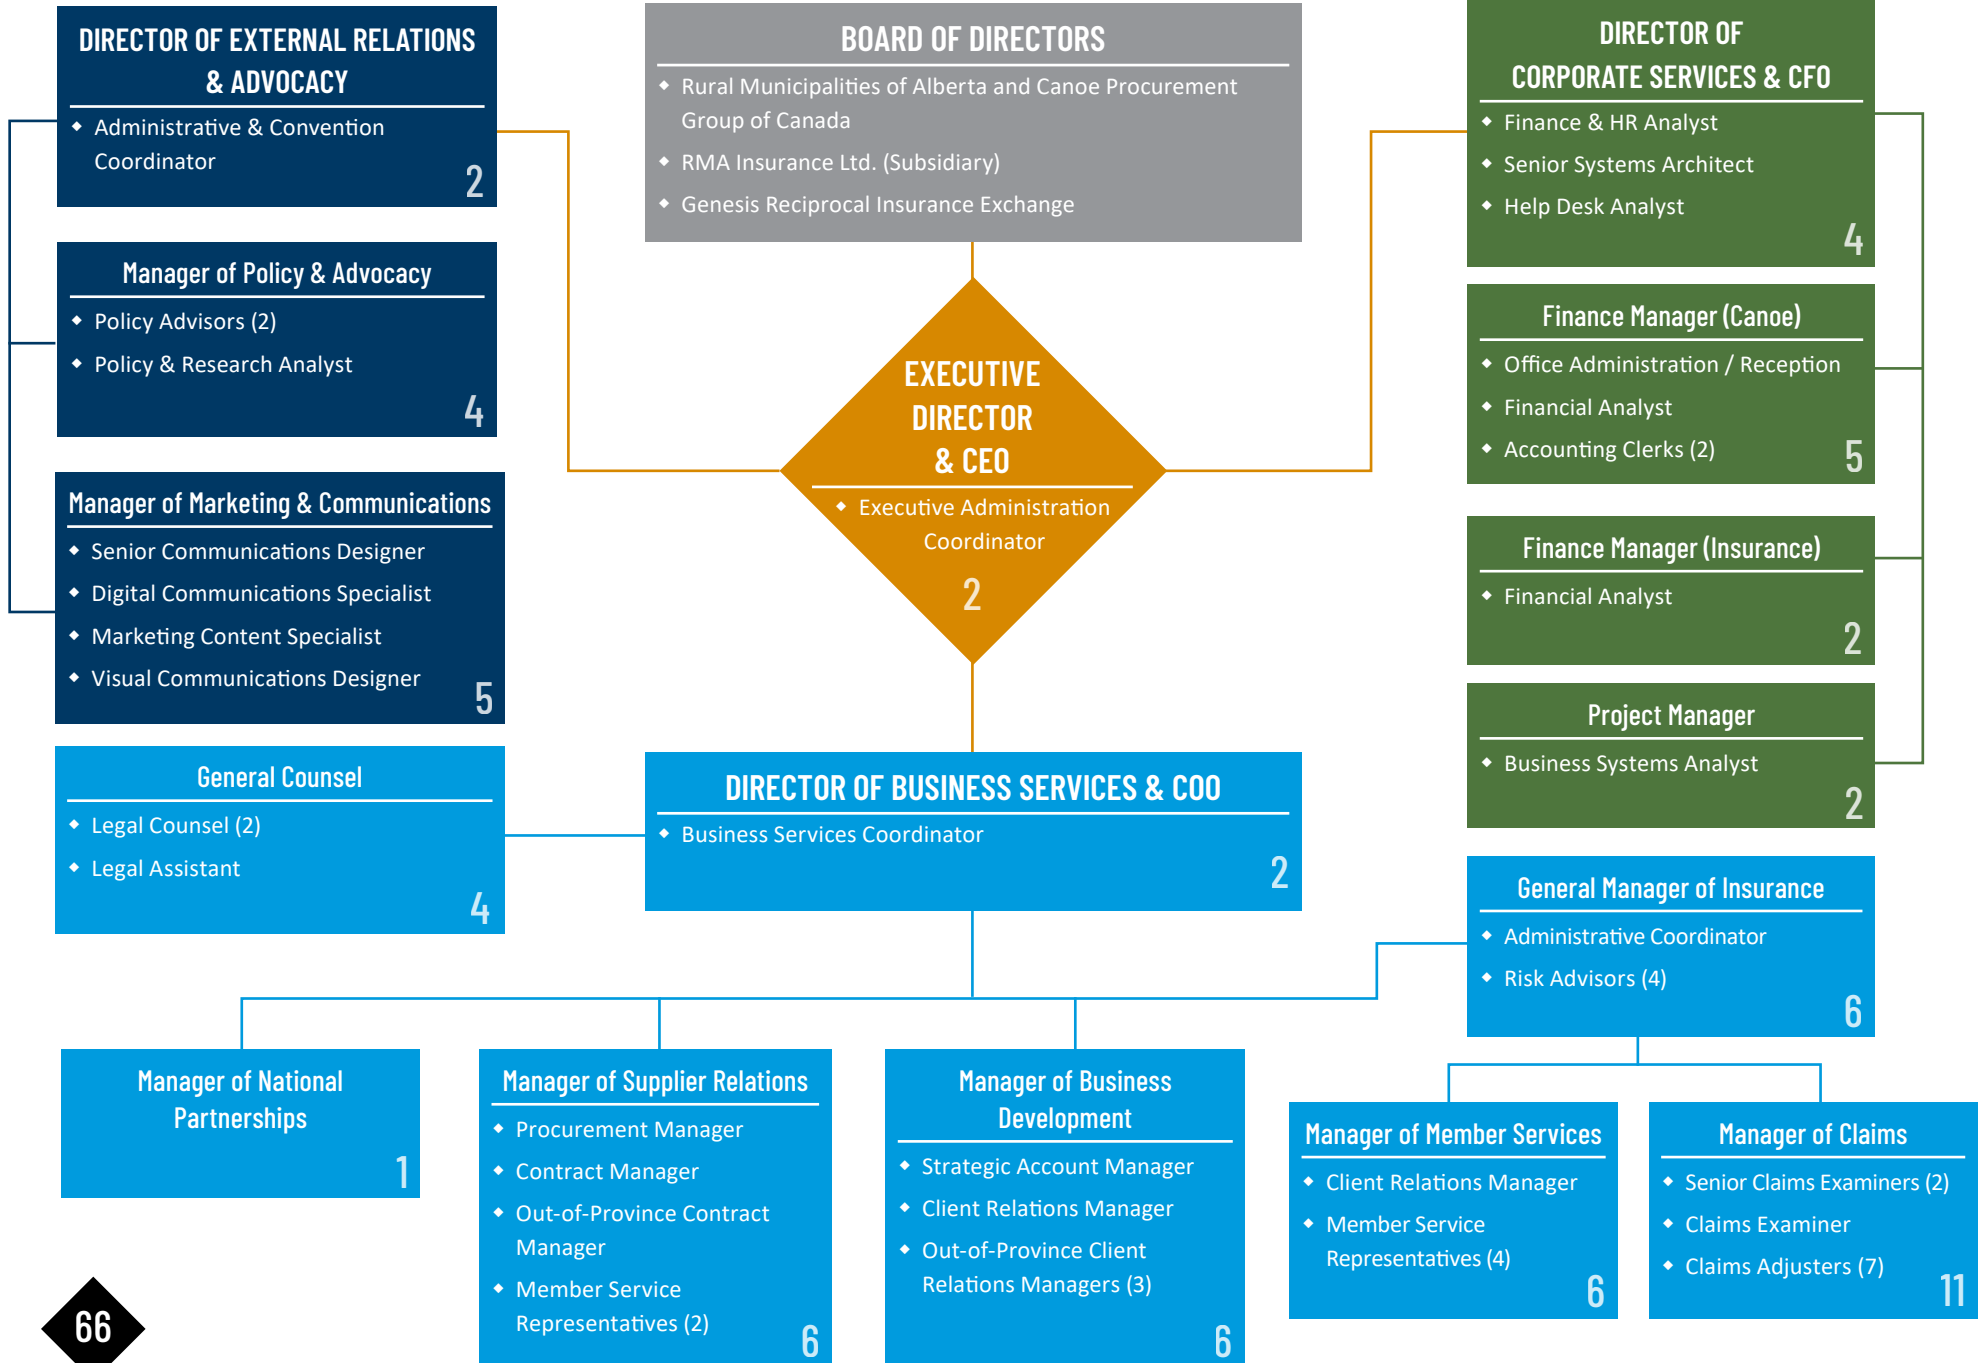 DIRECTOR OF EXTERNAL RELATIONS
& ADVOCACY
Administrative & Convention
Coordinator
2
Manager of Policy & Advocacy
Policy Advisors (2)
Policy & Research Analyst
4
Manager of Marketing & Communications
Senior Communications Designer
Digital Communications Specialist
Marketing Content Specialist
Visual Communications Designer
5
General Counsel
Legal Counsel (2)
Legal Assistant
4
BOARD OF DIRECTORS
Rural Municipalities of Alberta and Canoe Procurement
Group of Canada
RMA Insurance Ltd. (Subsidiary)
Genesis Reciprocal Insurance Exchange
EXECUTIVE
DIRECTOR
& CEO
Executive Administration
Coordinator
2
DIRECTOR OF BUSINESS SERVICES & COO
Business Services Coordinator
2
DIRECTOR OF
CORPORATE SERVICES & CFO
Finance & HR Analyst
Senior Systems Architect
Help Desk Analyst
4
Finance Manager (Canoe)
Office Administration / Reception
Financial Analyst
Accounting Clerks (2)
5
Finance Manager (Insurance)
Financial Analyst
2
Project Manager
Business Systems Analyst
2
General Manager of Insurance
Administrative Coordinator
Risk Advisors (4)
6
Manager of National
Partnerships
1
Manager of Supplier Relations
Procurement Manager
Contract Manager
Out-of-Province Contract
Manager
Member Service
Representatives (2)
6
Manager of Business
Development
Strategic Account Manager
Client Relations Manager
Out-of-Province Client
Relations Managers (3)
6
Manager of Member Services
Client Relations Manager
Member Service
Representatives (4)
6
Manager of Claims
Senior Claims Examiners (2)
Claims Examiner
Claims Adjusters (7)
11
66